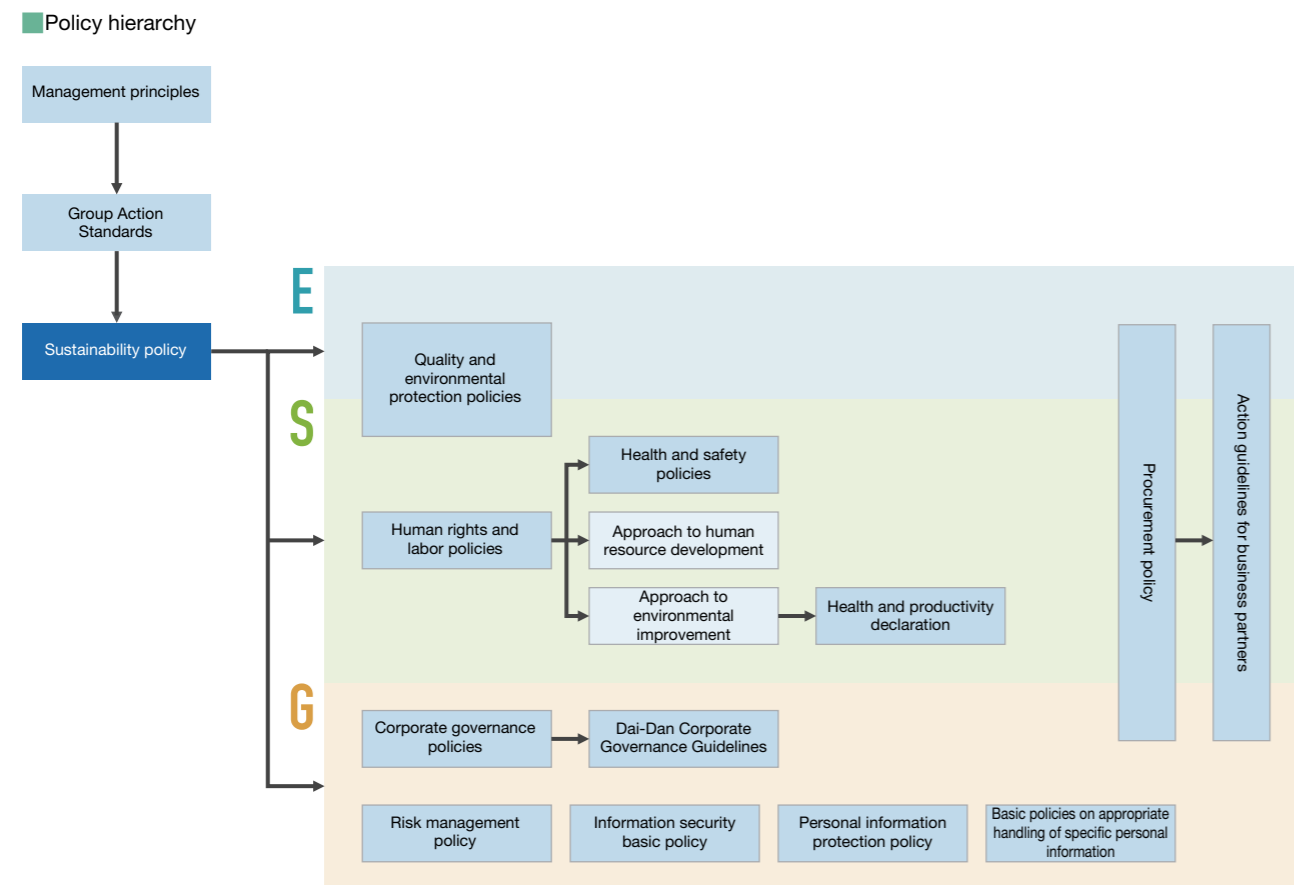 Policy hierarchy
Management principles
Group Action
Standards
Sustainability policy
E
Quality and
environmental
protection policies
S
Health and safety
policies
Human rights and
labor policies
Approach to human
resource development
Approach to
environmental
improvement
Health and productivity
declaration
Procurement policy
Action guidelines for business partners
G
Corporate governance
policies
Dai-Dan Corporate
Governance Guidelines
Risk management
policy
Information security
basic policy
Personal information
protection policy
Basic policies on appropriate
handling of specific personal
information